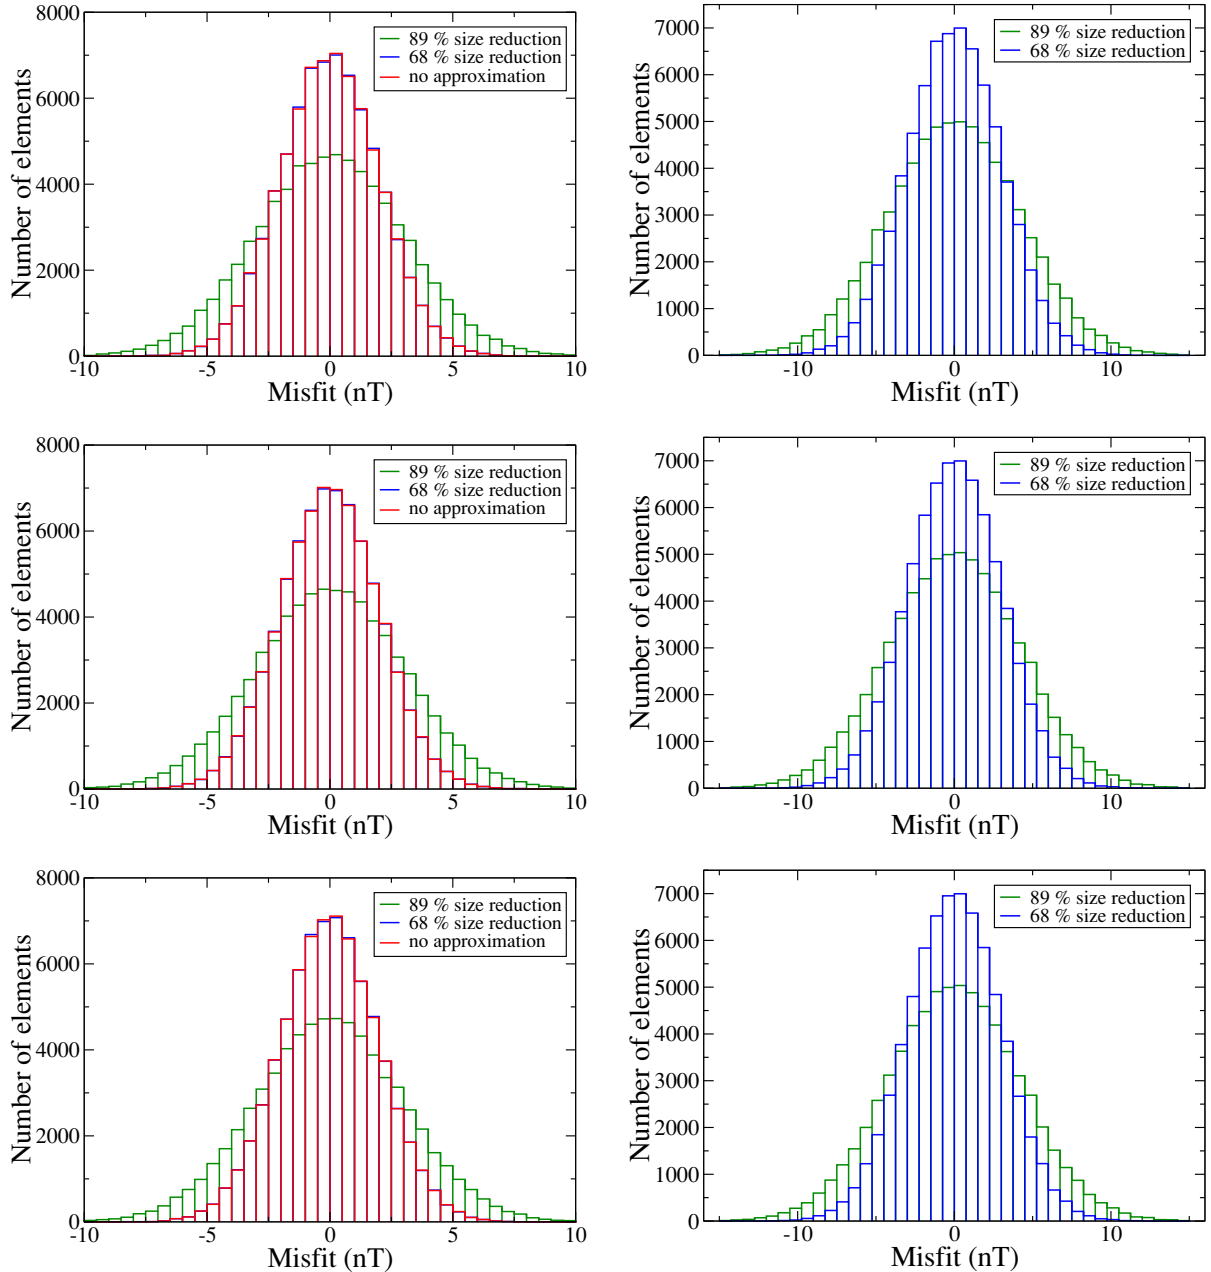 8000
6000
4000
2000
0
Number of elements
89 % size reduction
68 % size reduction
no approximation
-10
-5
0
5
10
Misfit (nT)
7000
6000
5000
4000
3000
2000
1000
0
Number of elements
89 % size reduction
68 % size reduction
-10
0
10
Misfit (nT)
8000
6000
4000
2000
0
Number of elements
89 % size reduction
68 % size reduction
no approximation
-10
-5
0
5
10
Misfit (nT)
7000
6000
5000
4000
3000
2000
1000
0
Number of elements
89 % size reduction
68 % size reduction
-10
0
10
Misfit (nT)
8000
6000
4000
2000
0
Number of elements
89 % size reduction
68 % size reduction
no approximation
-10
-5
0
5
10
Misfit (nT)
7000
6000
5000
4000
3000
2000
1000
0
Number of elements
89 % size reduction
68 % size reduction
-10
0
10
Misfit (nT)